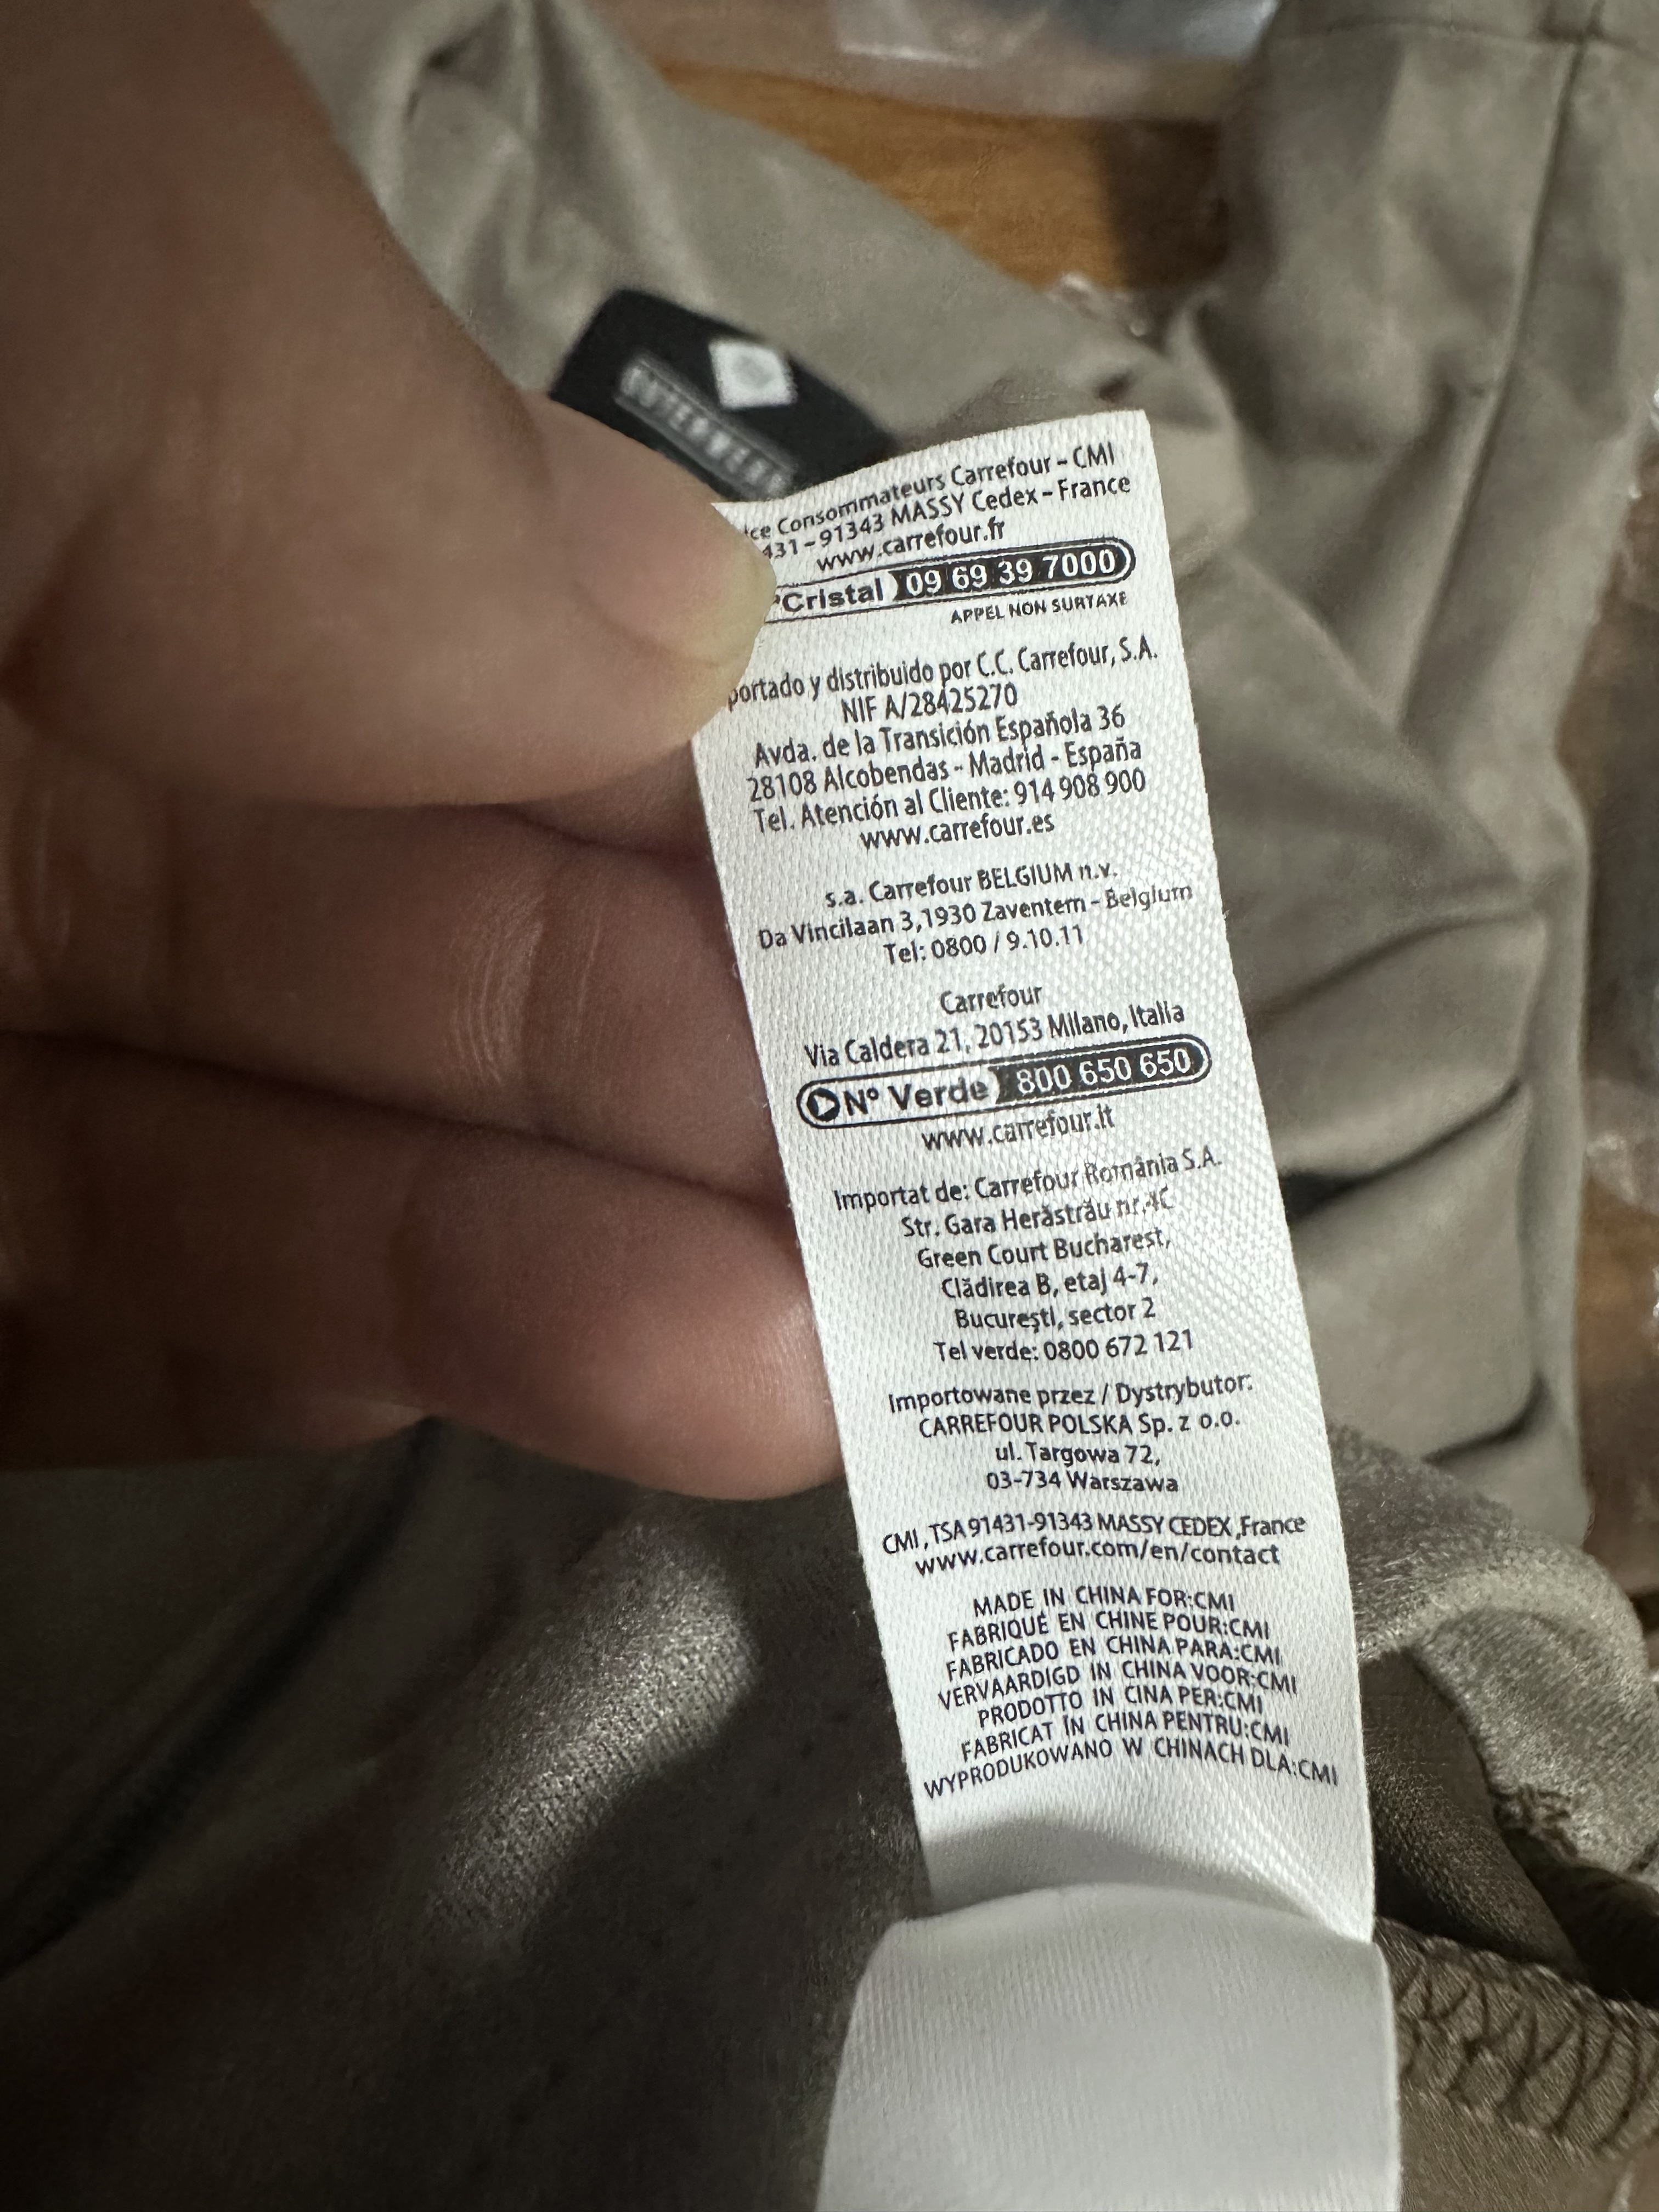 OUTERWEAR
ice Consommateurs Carrefour – CMI
431 – 91343 MASSY Cedex – France
www.carrefour.fr
°Cristal 09 69 39 7000
APPEL NON SURTAXÉ
portado y distribuido por C.C. Carrefour, S.A.
NIF A/28425270
Avda. de la Transición Española 36
28108 Alcobendas - Madrid - España
Tel. Atención al Cliente: 914 908 900
www.carrefour.es
s.a. Carrefour BELGIUM n.v.
Da Vincilaan 3,1930 Zaventem - Belgium
Tel: 0800 / 9.10.11
Carrefour
Via Caldera 21, 20153 Milano, Italia
N° Verde 800 650 650
www.carrefour.it
Importat de: Carrefour România S.A.
Str. Gara Herăstrău nr.4C
Green Court Bucharest,
Clădirea B, etaj 4-7,
Bucureşti, sector 2
Tel verde: 0800 672 121
Importowane przez / Dystrybutor:
CARREFOUR POLSKA Sp. z o.o.
ul. Targowa 72,
03-734 Warszawa
CMI , TSA 91431-91343 MASSY CEDEX ,France
www.carrefour.com/en/contact
MADE IN CHINA FOR:CMI
FABRIQUÉ EN CHINE POUR:CMI
FABRICADO EN CHINA PARA:CMI
VERVAARDIGD IN CHINA VOOR:CMI
PRODOTTO IN CINA PER:CMI
FABRICAT ÎN CHINA PENTRU:CMI
WYPRODUKOWANO W CHINACH DLA:CMI